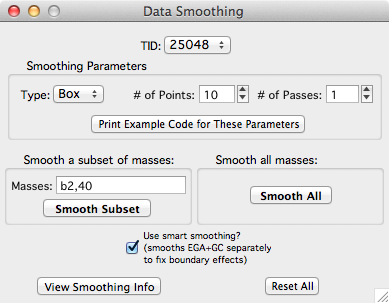 Data Smoothing
TID: 25048
Smoothing Parameters
Type: Box # of Points: 10 # of Passes: 1
Print Example Code for These Parameters
Smooth a subset of masses: Smooth all masses:
Masses: b2,40
Smooth All
Smooth Subset
Use smart smoothing?
(smooths EGA+GC separately
to fix boundary effects)
View Smoothing Info Reset All